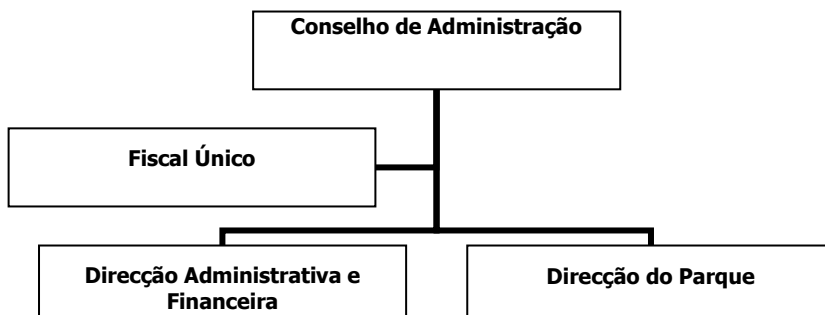 Conselho de Administração
Fiscal Único
Direcção Administrativa e
Financeira
Direcção do Parque